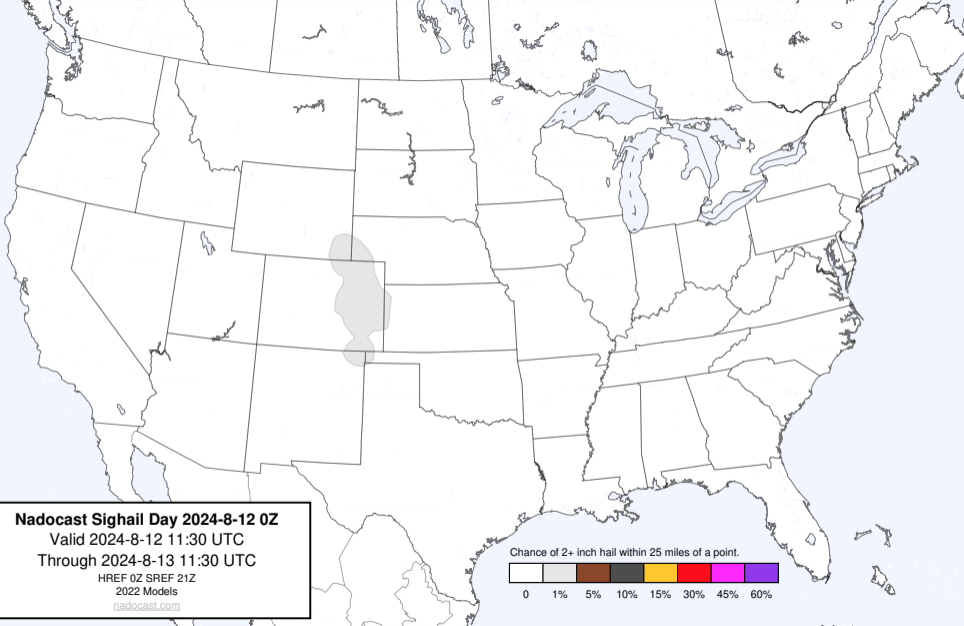 Nadocast Sighail Day 2024-8-12 0Z
Valid 2024-8-12 11:30 UTC
Through 2024-8-13 11:30 UTC
HREF 0Z SREF 21Z
2022 Models
nadocast.com
Chance of 2+ inch hail within 25 miles of a point.
0 1% 5% 10% 15% 30% 45% 60%